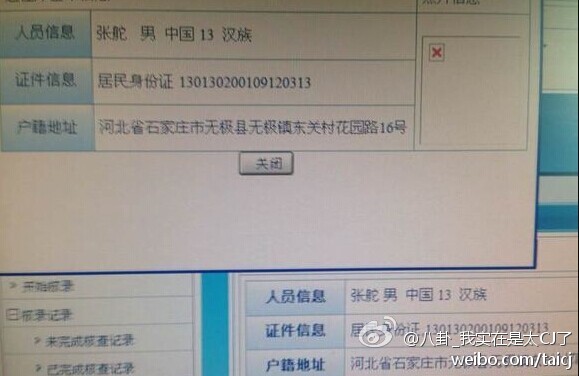 人员信息 张舵 男 中国 13 汉族
证件信息 居民身份证 130130200109120313
户籍地址 河北省石家庄市无极县无极镇东关村花园路16号
关闭
开始核录
核录记录
未完成核查记录
已完成核查记录
人员信息 张舵 男 中国 13 汉族
证件信息 居民身份证 130130200109120313
户籍地址 河北省石家庄市无极县无极镇
@八卦_我实在是太CJ了
weibo.com/taicj